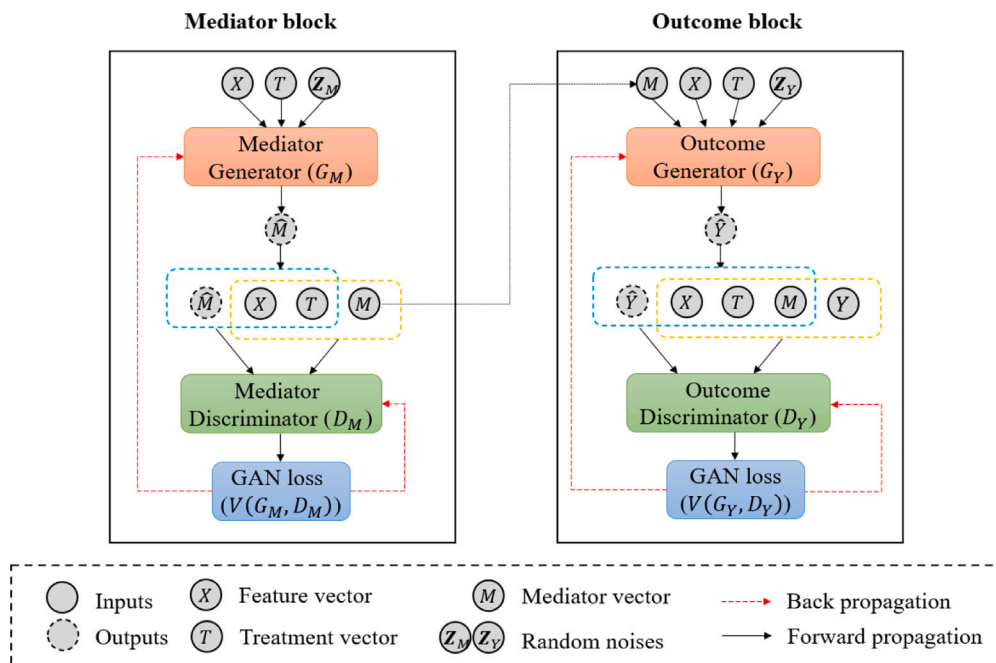 Mediator block
Outcome block
X T Z_M
Mediator
Generator (G_M)
M̂
M̂ X T M
Mediator
Discriminator (D_M)
GAN loss
(V(G_M, D_M))
M X T Z_Y
Outcome
Generator (G_Y)
Ŷ
Ŷ X T M Y
Outcome
Discriminator (D_Y)
GAN loss
(V(G_Y, D_Y))
Inputs
Outputs
X Feature vector
T Treatment vector
M Mediator vector
Z_M Z_Y Random noises
Back propagation
Forward propagation